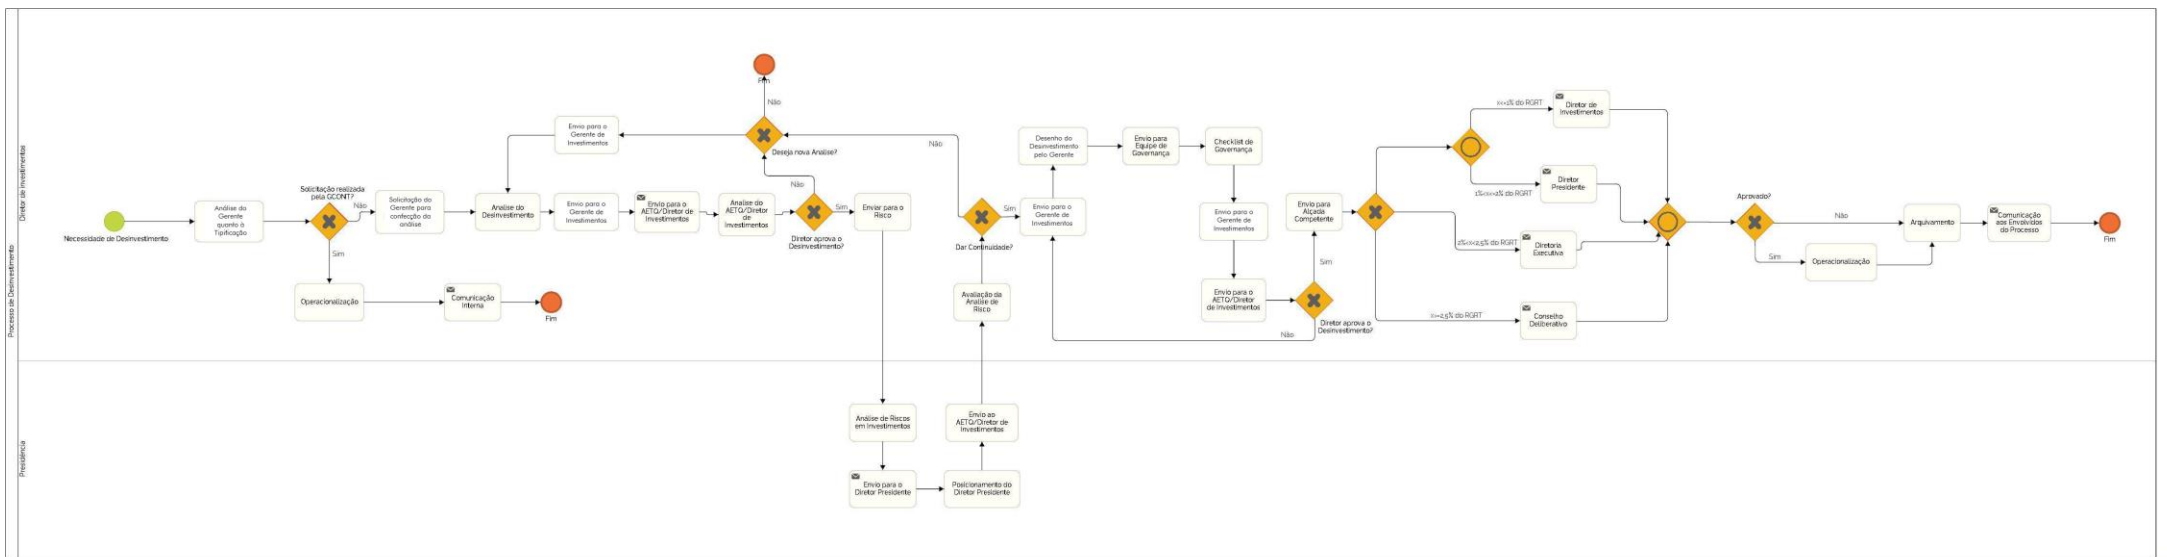 Processo de Desinvestimento
Diretor de Investimentos
Presidência
Necessidade de Desinvestimento
Análise do
Gerente
quanto à
Tipificação
Solicitação realizada
pela GCONT?
Não
Sim
Operacionalização
Comunicação
Interna
Fim
Solicitação do
Gerente para
confecção da
análise
Analise do
Desinvestimento
Envio para o
Gerente de
Investimentos
Envio para o
Gerente de
Investimentos
Envio para o
AETQ/Diretor de
Investimentos
Analise do
AETQ/Diretor
de
Investimentos
Diretor aprova o
Desinvestimento?
Não
Sim
Deseja nova Analise?
Não
Fim
Enviar para o
Risco
Análise de Riscos
em Investimentos
Envio para o
Diretor Presidente
Posicionamento do
Diretor Presidente
Envio ao
AETQ/Diretor de
Investimentos
Avaliação da
Analise de
Risco
Dar Continuidade?
Não
Sim
Envio para o
Gerente de
Investimentos
Desenho do
Desinvestimento
pelo Gerente
Envio para
Equipe de
Governança
Checklist de
Governança
Envio para o
Gerente de
Investimentos
Envio para o
AETQ/Diretor
de Investimentos
Diretor aprova o
Desinvestimento?
Não
Sim
Envio para
Alçada
Competente
x<=1% do RGRT
Diretor de
Investimentos
1%<x<=2% do RGRT
Diretor
Presidente
2%<x<2,5% do RGRT
Diretoria
Executiva
x>=2,5% do RGRT
Conselho
Deliberativo
Aprovado?
Não
Sim
Operacionalização
Arquivamento
Comunicação
aos Envolvidos
do Processo
Fim